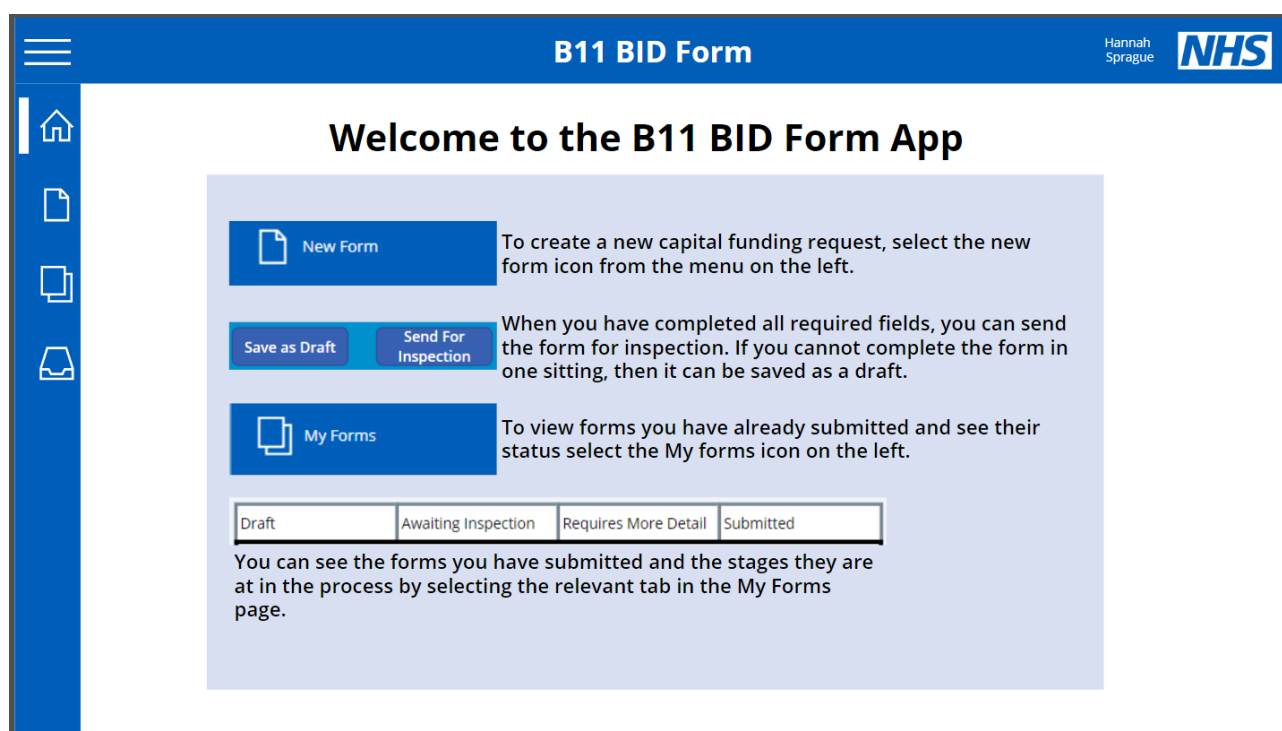 B11 BID Form
Hannah
Sprague
NHS
Welcome to the B11 BID Form App
New Form
To create a new capital funding request, select the new
form icon from the menu on the left.
Save as Draft
Send For
Inspection
When you have completed all required fields, you can send
the form for inspection. If you cannot complete the form in
one sitting, then it can be saved as a draft.
My Forms
To view forms you have already submitted and see their
status select the My forms icon on the left.
Draft
Awaiting Inspection
Requires More Detail
Submitted
You can see the forms you have submitted and the stages they are
at in the process by selecting the relevant tab in the My Forms
page.